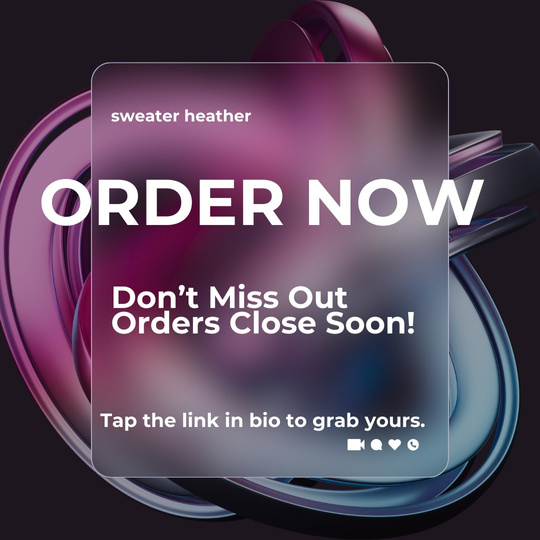 sweater heather
ORDER NOW
Don’t Miss Out
Orders Close Soon!
Tap the link in bio to grab yours.